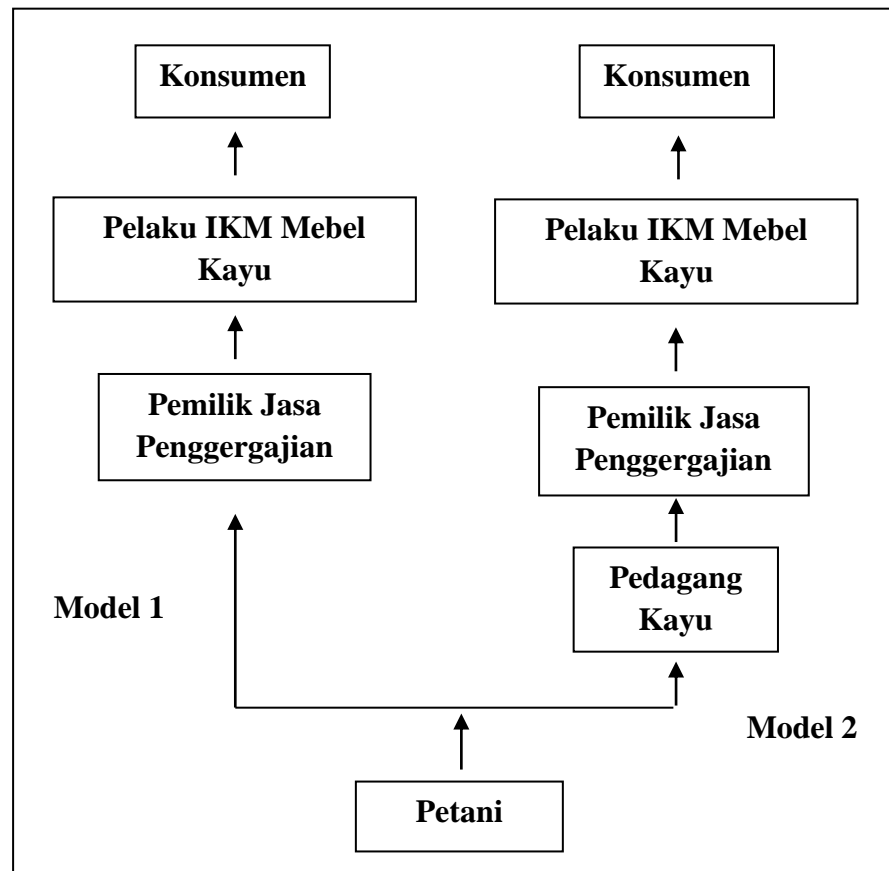 Konsumen
Konsumen
Pelaku IKM Mebel
Kayu
Pelaku IKM Mebel
Kayu
Pemilik Jasa
Penggergajian
Pemilik Jasa
Penggergajian
Pedagang
Kayu
Model 1
Model 2
Petani